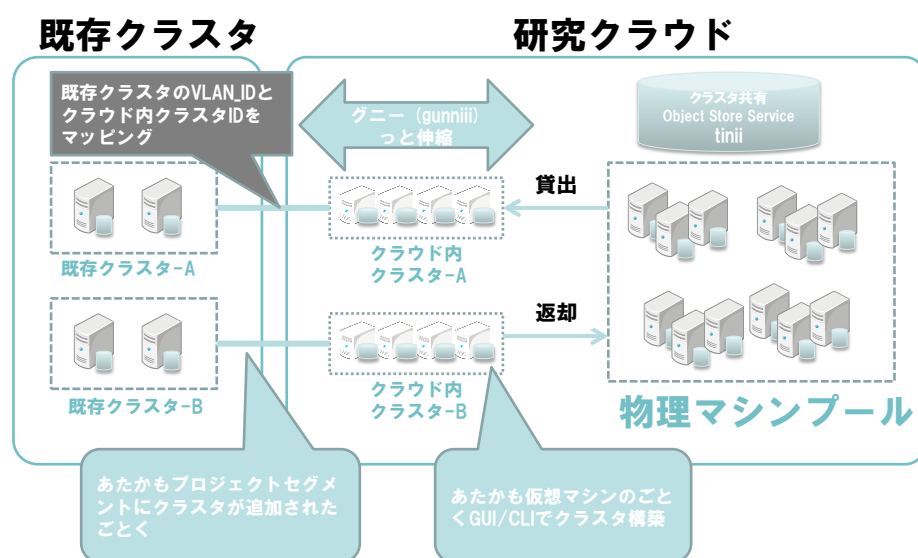 既存クラスタ
研究クラウド
既存クラスタのVLAN_IDと
クラウド内クラスタIDを
マッピング
グニー（gunniii）
っと伸縮
クラスタ共有
Object Store Service
tinii
貸出
既存クラスタ-A
クラウド内
クラスタ-A
返却
既存クラスタ-B
クラウド内
クラスタ-B
物理マシンプール
あたかもプロジェクトセグメ
ントにクラスタが追加された
ごとく
あたかも仮想マシンのごと
くGUI/CLIでクラスタ構築